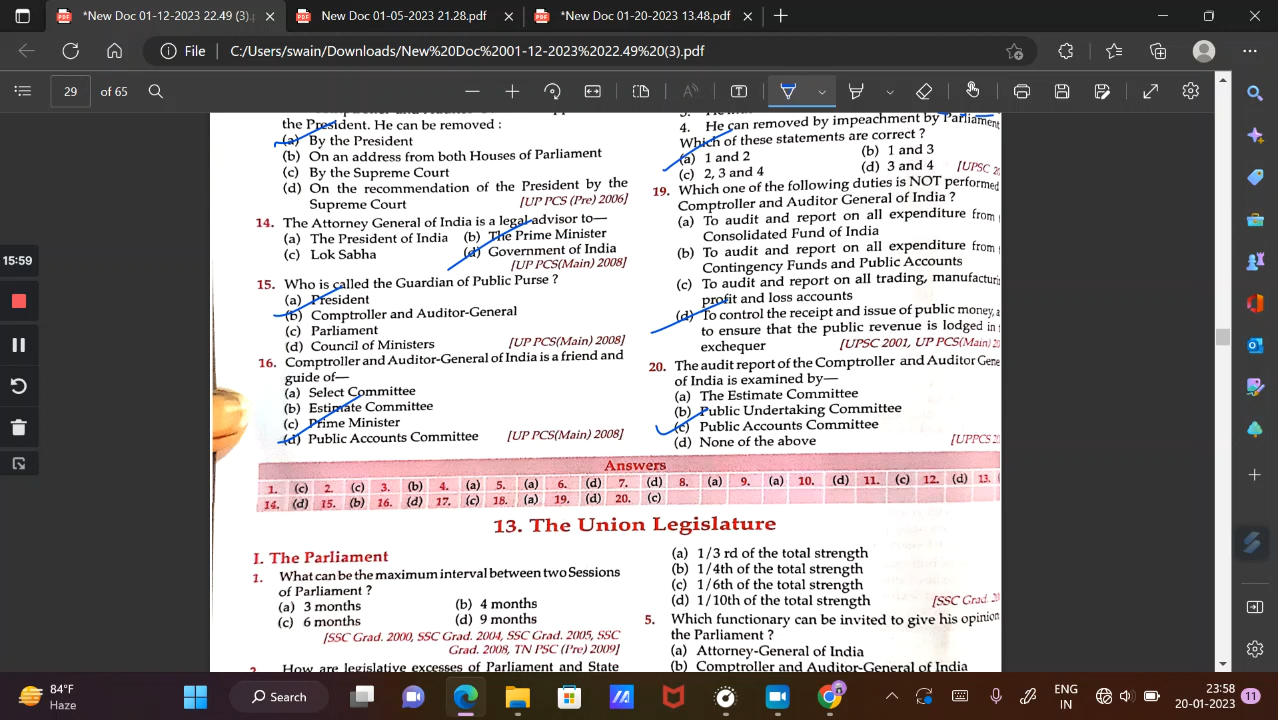 *New Doc 01-12-2023 22.49 (3).p
New Doc 01-05-2023 21.28.pdf
*New Doc 01-20-2023 13.48.pdf
File
C:/Users/swain/Downloads/New%20Doc%2001-12-2023%2022.49%20(3).pdf
29 of 65
15:59
the President. He can be removed :
(a) By the President
(b) On an address from both Houses of Parliament
(c) By the Supreme Court
(d) On the recommendation of the President by the
Supreme Court [UP PCS (Pre) 2006]
14. The Attorney General of India is a legal advisor to—
(a) The President of India (b) The Prime Minister
(c) Lok Sabha (d) Government of India
[UP PCS(Main) 2008]
15. Who is called the Guardian of Public Purse ?
(a) President
(b) Comptroller and Auditor-General
(c) Parliament
(d) Council of Ministers [UP PCS(Main) 2008]
16. Comptroller and Auditor-General of India is a friend and
guide of—
(a) Select Committee
(b) Estimate Committee
(c) Prime Minister
(d) Public Accounts Committee [UP PCS(Main) 2008]
4. He can removed by impeachment by Parliament
Which of these statements are correct ?
(a) 1 and 2 (b) 1 and 3
(c) 2, 3 and 4 (d) 3 and 4 [UPSC
19. Which one of the following duties is NOT performed
Comptroller and Auditor General of India ?
(a) To audit and report on all expenditure from
Consolidated Fund of India
(b) To audit and report on all expenditure from
Contingency Funds and Public Accounts
(c) To audit and report on all trading, manufacturi
profit and loss accounts
(d) To control the receipt and issue of public money, a
to ensure that the public revenue is lodged in
exchequer [UPSC 2001, UP PCS(Main)
20. The audit report of the Comptroller and Auditor Gene
of India is examined by—
(a) The Estimate Committee
(b) Public Undertaking Committee
(c) Public Accounts Committee
(d) None of the above [UPPCS
Answers
1. (c) 2. (c) 3. (b) 4. (a) 5. (a) 6. (d) 7. (d) 8. (a) 9. (a) 10. (d) 11. (c) 12. (d) 13.
14. (d) 15. (b) 16. (d) 17. (c) 18. (a) 19. (d) 20. (c)
13. The Union Legislature
I. The Parliament
1. What can be the maximum interval between two Sessions
of Parliament ?
(a) 3 months (b) 4 months
(c) 6 months (d) 9 months
[SSC Grad. 2000, SSC Grad. 2004, SSC Grad. 2005, SSC
Grad. 2008, TN PSC (Pre) 2009]
How are legislative excesses of Parliament and State
(a) 1/3 rd of the total strength
(b) 1/4th of the total strength
(c) 1/6th of the total strength
(d) 1/10th of the total strength [SSC Grad.
5. Which functionary can be invited to give his opinion
the Parliament ?
(a) Attorney-General of India
(b) Comptroller and Auditor-General of India
84°F
Haze
Search
ENG
IN
23:58
20-01-2023
11